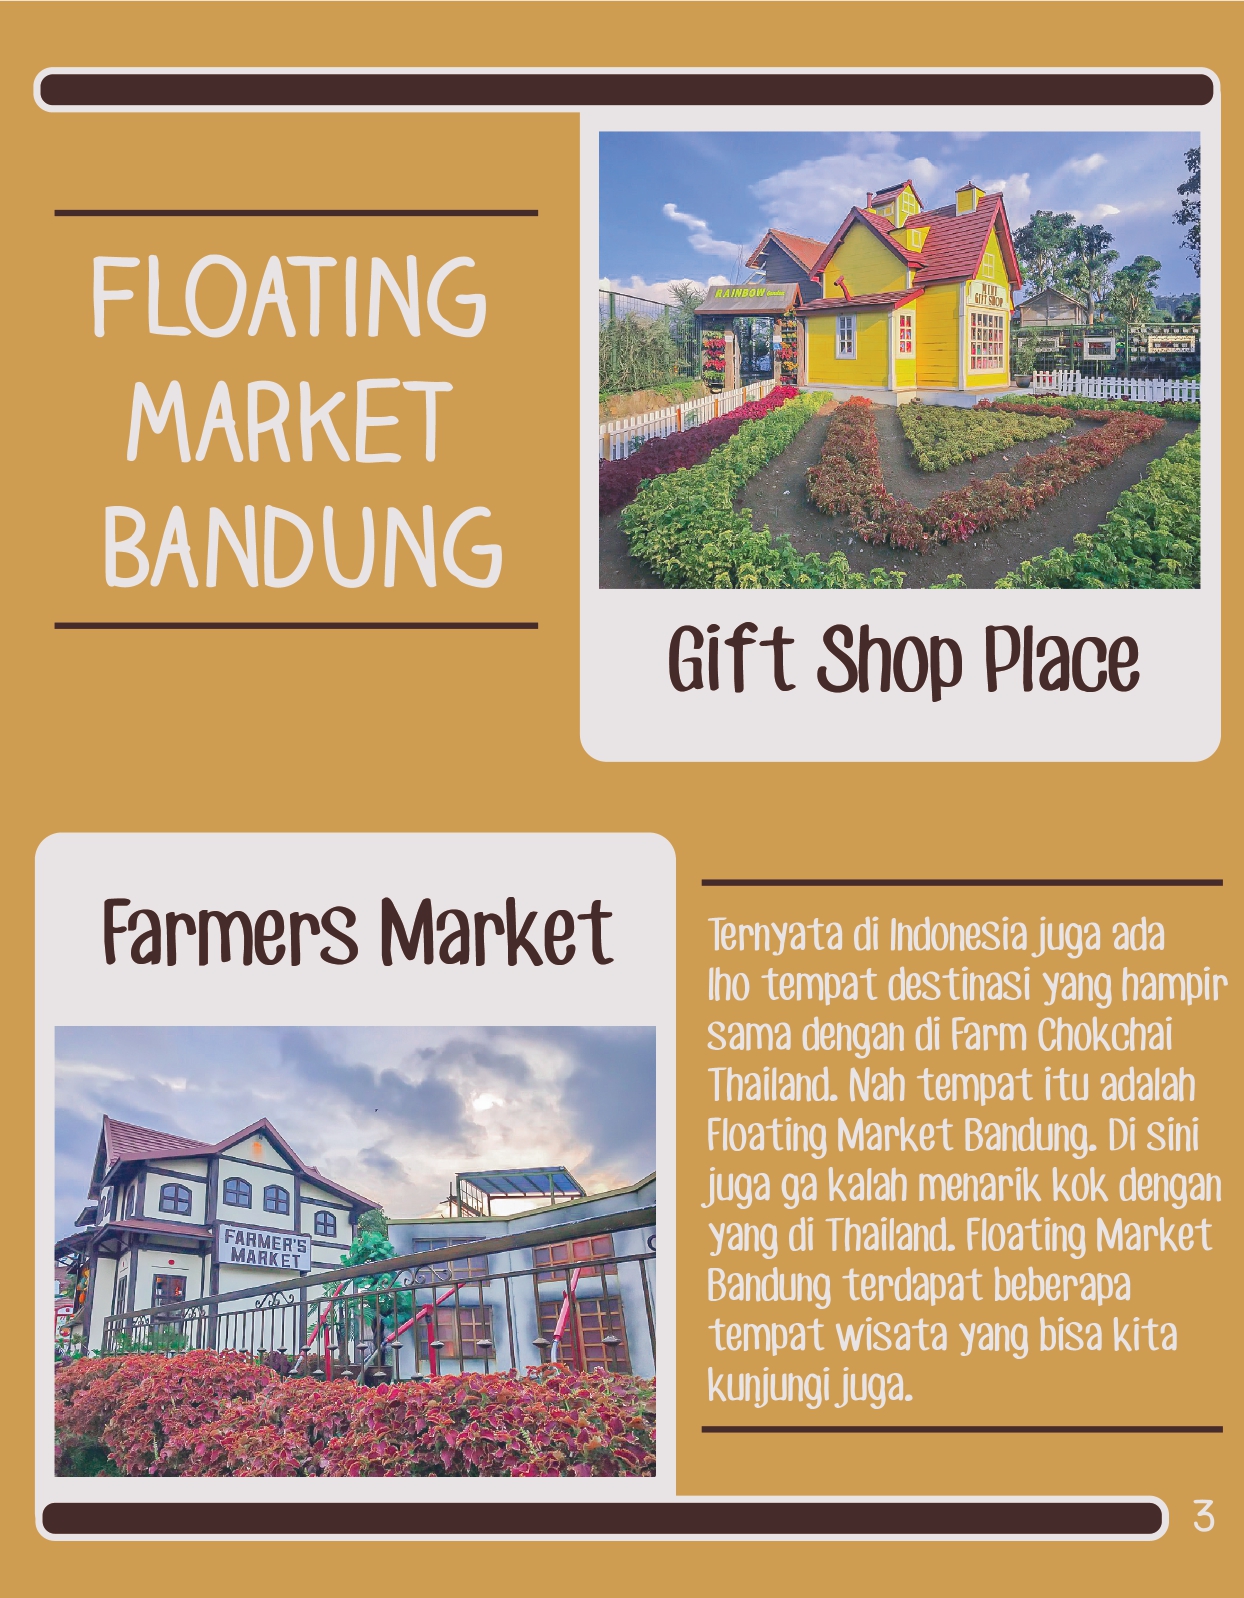 FLOATING
MARKET
BANDUNG
RAINBOW Garden
MINT
GIFT SHOP
Gift Shop Place
Farmers Market
FARMER'S
MARKET
Ternyata di Indonesia juga ada
lho tempat destinasi yang hampir
sama dengan di Farm Chokchai
Thailand. Nah tempat itu adalah
Floating Market Bandung. Di sini
juga ga kalah menarik kok dengan
yang di Thailand. Floating Market
Bandung terdapat beberapa
tempat wisata yang bisa kita
kunjungi juga.
3